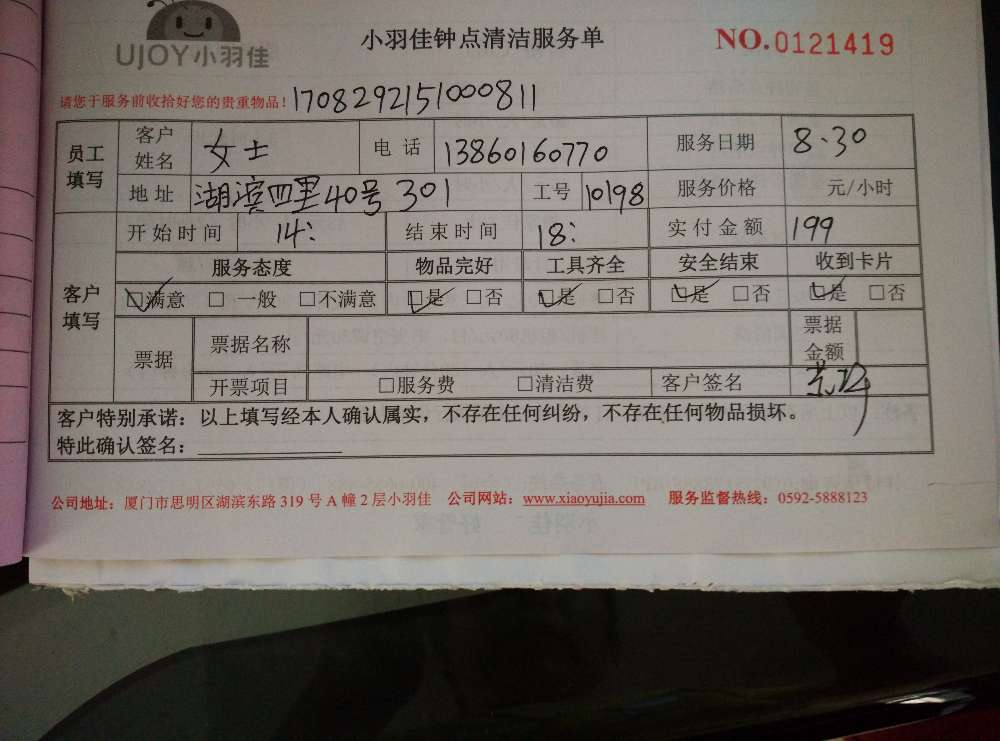 UJOY小羽佳
小羽佳钟点清洁服务单
NO.0121419
请您于服务前收拾好您的贵重物品! 1708292151000811
员工填写 客户姓名 女士 电话 13860160770 服务日期 8.30
地址 湖滨四里40号301 工号 10198 服务价格 元/小时
客户填写 开始时间 14: 结束时间 18: 实付金额 199
服务态度 物品完好 工具齐全 安全结束 收到卡片
☑满意 □一般 □不满意 ☑是 □否 ☑是 □否 ☑是 □否 ☑是 □否
票据 票据名称 票据金额
开票项目 □服务费 □清洁费 客户签名
客户特别承诺：以上填写经本人确认属实，不存在任何纠纷，不存在任何物品损坏。
特此确认签名：
公司地址：厦门市思明区湖滨东路319号A幢2层小羽佳 公司网站：www.xiaoyujia.com 服务监督热线：0592-5888123